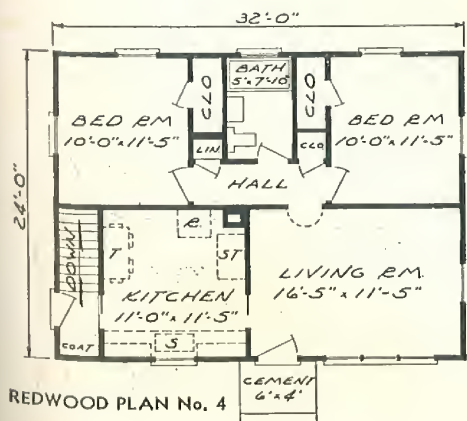 32'-0"
24'-0"
BED RM
10'-0"x11'-5"
CLO
BATH
5'x7'-10"
CLO
BED RM
10'-0"x11'-5"
LIN.
CLO.
HALL
DOWN
T
R.
ST
KITCHEN
11'-0"x11'-5"
S
COAT
LIVING RM.
16'-5"x11'-5"
CEMENT
6'x4'
REDWOOD PLAN No. 4